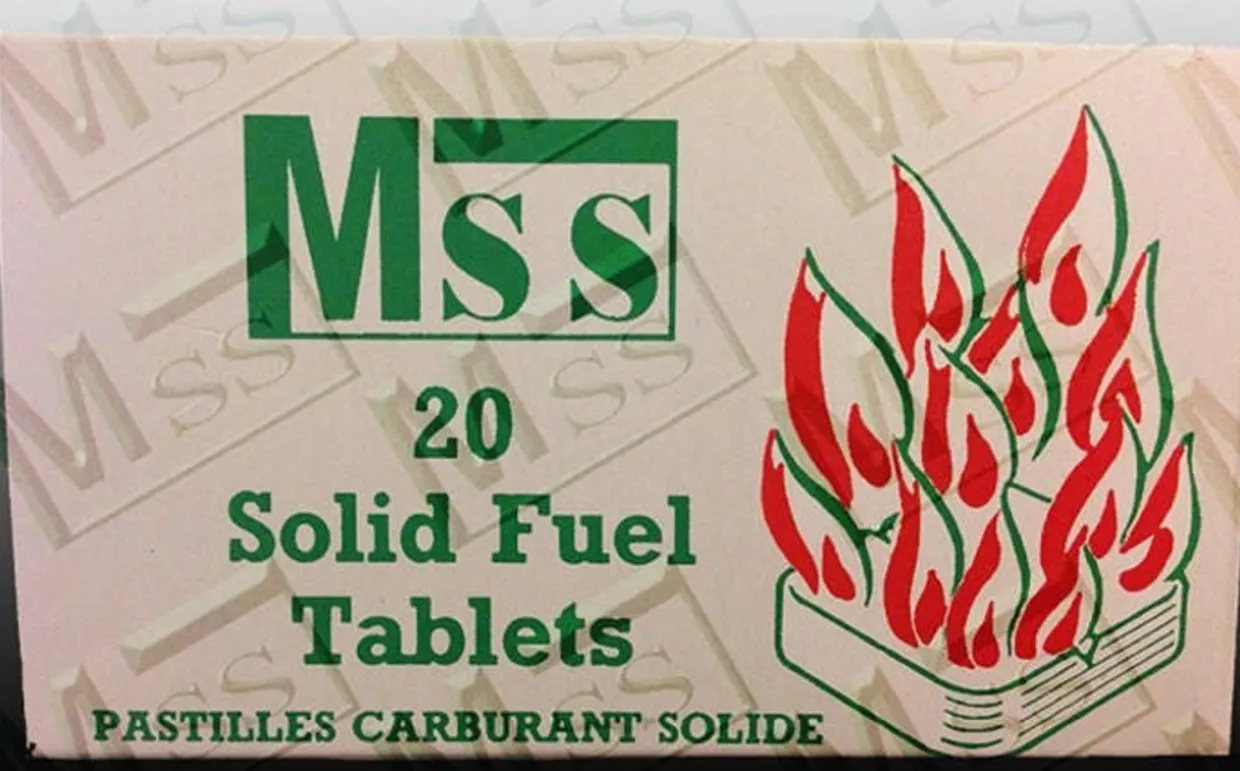 Mss
20
Solid Fuel
Tablets
PASTILLES CARBURANT SOLIDE